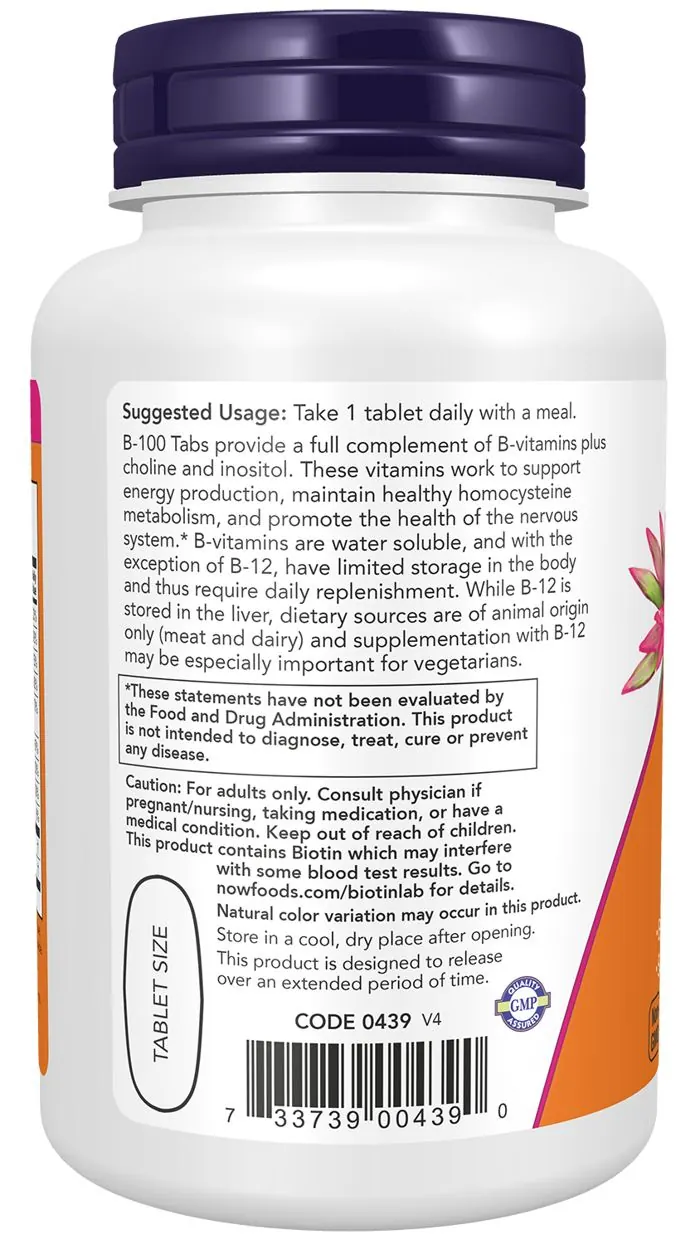 Suggested Usage: Take 1 tablet daily with a meal.
B-100 Tabs provide a full complement of B-vitamins plus
choline and inositol. These vitamins work to support
energy production, maintain healthy homocysteine
metabolism, and promote the health of the nervous
system.* B-vitamins are water soluble, and with the
exception of B-12, have limited storage in the body
and thus require daily replenishment. While B-12 is
stored in the liver, dietary sources are of animal origin
only (meat and dairy) and supplementation with B-12
may be especially important for vegetarians.
*These statements have not been evaluated by
the Food and Drug Administration. This product
is not intended to diagnose, treat, cure or prevent
any disease.
Caution: For adults only. Consult physician if
pregnant/nursing, taking medication, or have a
medical condition. Keep out of reach of children.
This product contains Biotin which may interfere
with some blood test results. Go to
nowfoods.com/biotinlab for details.
Natural color variation may occur in this product.
Store in a cool, dry place after opening.
This product is designed to release
over an extended period of time.
TABLET SIZE
QUALITY
GMP
ASSURED
CODE 0439 V4
7 33739 00439 0